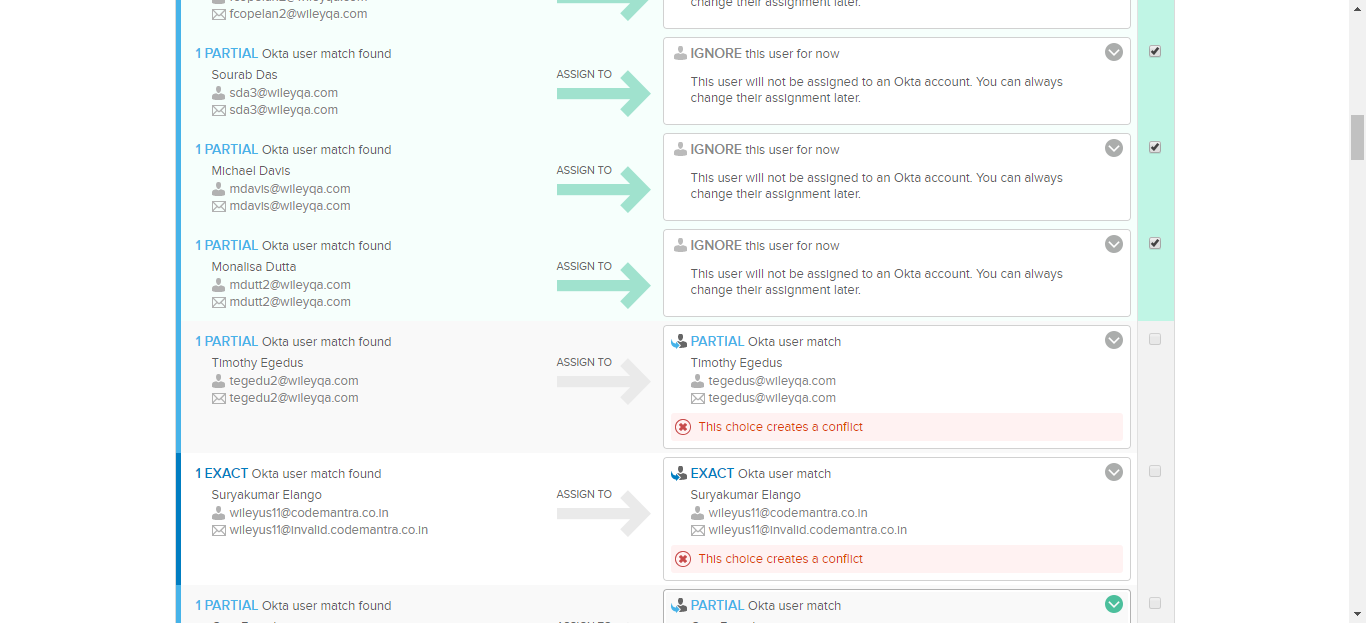 fcopelan2@wileyqa.com
change their assignment later.
1 PARTIAL Okta user match found
Sourab Das
sda3@wileyqa.com
sda3@wileyqa.com
ASSIGN TO
IGNORE this user for now
This user will not be assigned to an Okta account. You can always
change their assignment later.
1 PARTIAL Okta user match found
Michael Davis
mdavis@wileyqa.com
mdavis@wileyqa.com
ASSIGN TO
IGNORE this user for now
This user will not be assigned to an Okta account. You can always
change their assignment later.
1 PARTIAL Okta user match found
Monalisa Dutta
mdutt2@wileyqa.com
mdutt2@wileyqa.com
ASSIGN TO
IGNORE this user for now
This user will not be assigned to an Okta account. You can always
change their assignment later.
1 PARTIAL Okta user match found
Timothy Egedus
tegedu2@wileyqa.com
tegedu2@wileyqa.com
ASSIGN TO
PARTIAL Okta user match
Timothy Egedus
tegedus@wileyqa.com
tegedus@wileyqa.com
This choice creates a conflict
1 EXACT Okta user match found
Suryakumar Elango
wileyus11@codemantra.co.in
wileyus11@invalid.codemantra.co.in
ASSIGN TO
EXACT Okta user match
Suryakumar Elango
wileyus11@codemantra.co.in
wileyus11@invalid.codemantra.co.in
This choice creates a conflict
1 PARTIAL Okta user match found
PARTIAL Okta user match